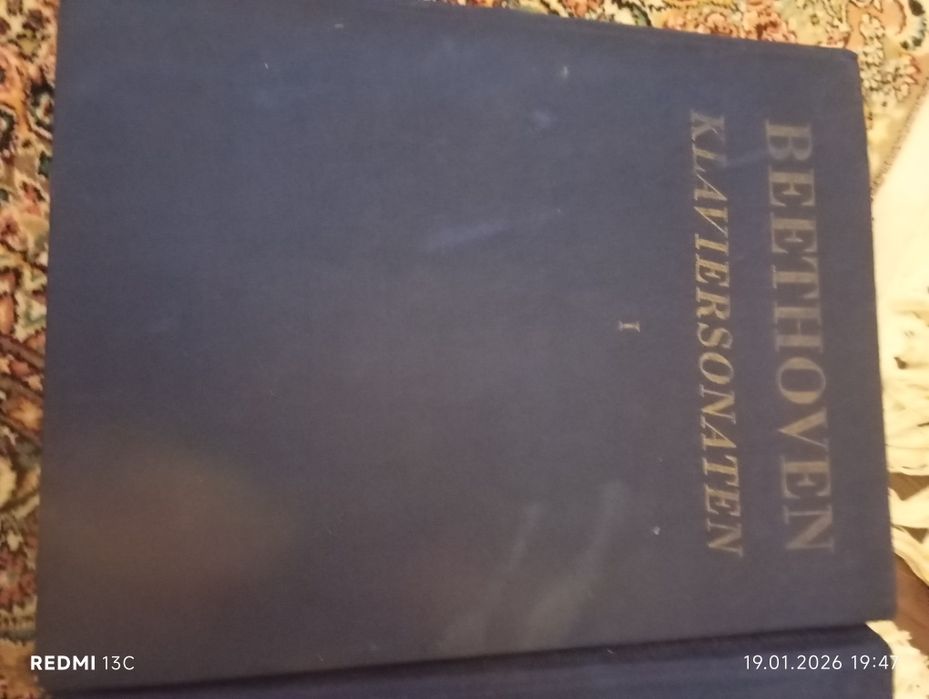 BEETHOVEN
KLAVIERSONATEN
I
REDMI 13C
19.01.2026 19:47